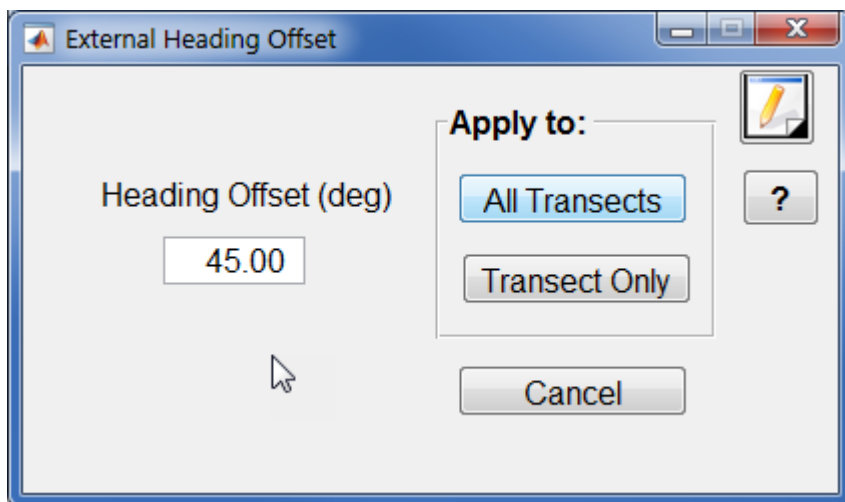 External Heading Offset
Apply to:
Heading Offset (deg)
All Transects
?
45.00
Transect Only
Cancel